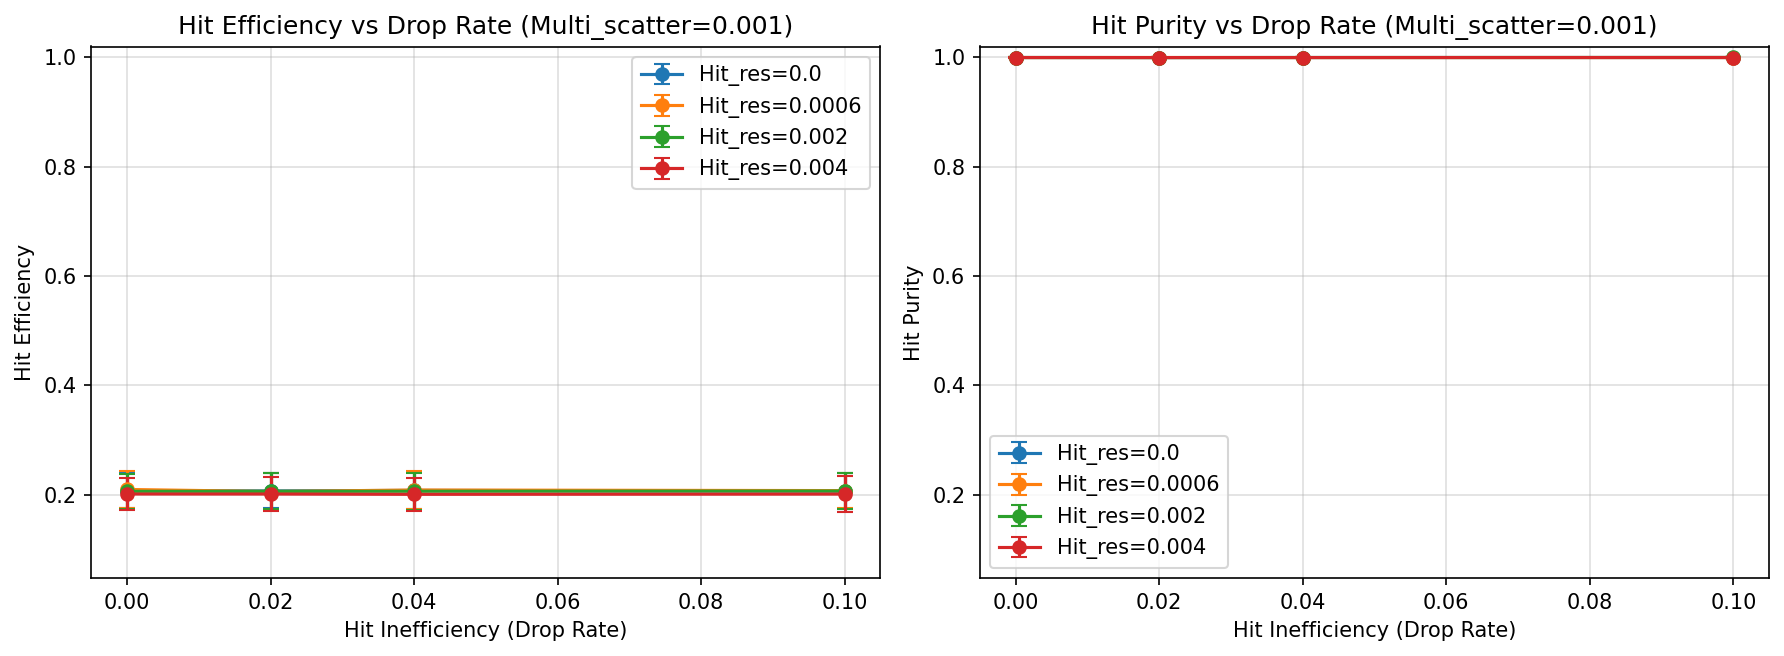 Hit Efficiency vs Drop Rate (Multi_scatter=0.001)
1.0
0.8
0.6
0.4
0.2
Hit Efficiency
Hit_res=0.0
Hit_res=0.0006
Hit_res=0.002
Hit_res=0.004
0.00 0.02 0.04 0.06 0.08 0.10
Hit Inefficiency (Drop Rate)
Hit Purity vs Drop Rate (Multi_scatter=0.001)
1.0
0.8
0.6
0.4
0.2
Hit Purity
Hit_res=0.0
Hit_res=0.0006
Hit_res=0.002
Hit_res=0.004
0.00 0.02 0.04 0.06 0.08 0.10
Hit Inefficiency (Drop Rate)